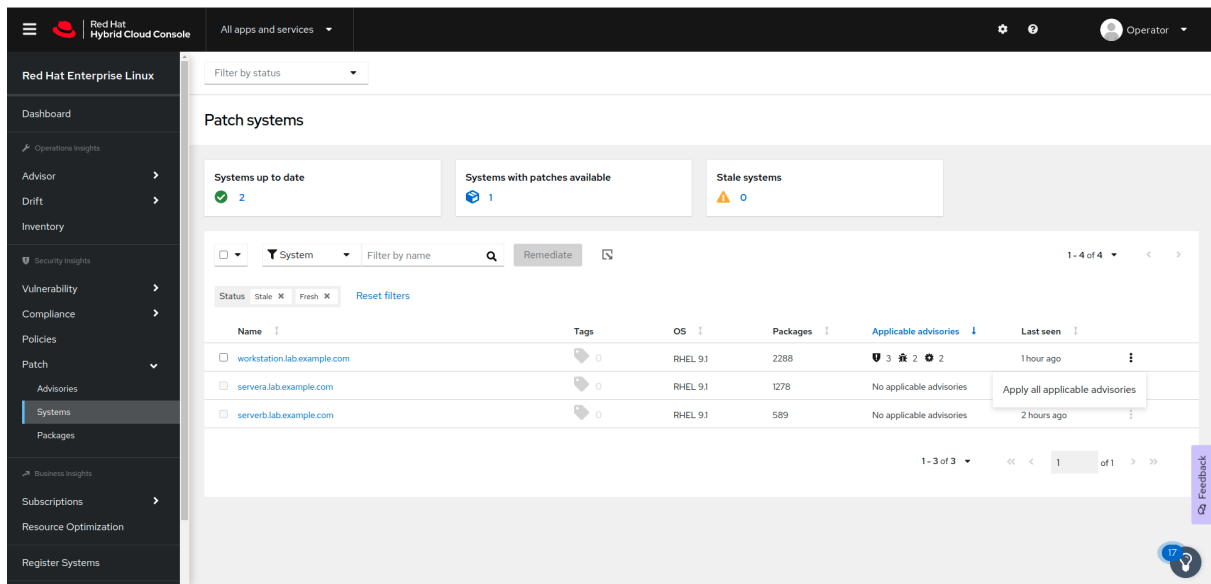 Red Hat
Hybrid Cloud Console
All apps and services
Operator
Red Hat Enterprise Linux
Filter by status
Dashboard
Patch systems
Operations Insights
Advisor
Drift
Inventory
Systems up to date
2
Systems with patches available
1
Stale systems
0
System
Filter by name
Remediate
1 - 4 of 4
Security Insights
Vulnerability
Compliance
Policies
Patch
Advisories
Systems
Packages
Status Stale Fresh Reset filters
Name Tags OS Packages Applicable advisories Last seen
workstation.lab.example.com 0 RHEL 9.1 2288 3 2 2 1 hour ago
servera.lab.example.com 0 RHEL 9.1 1278 No applicable advisories
Apply all applicable advisories
serverb.lab.example.com 0 RHEL 9.1 589 No applicable advisories 2 hours ago
1 - 3 of 3 1 of 1
Feedback
Business Insights
Subscriptions
Resource Optimization
Register Systems
17